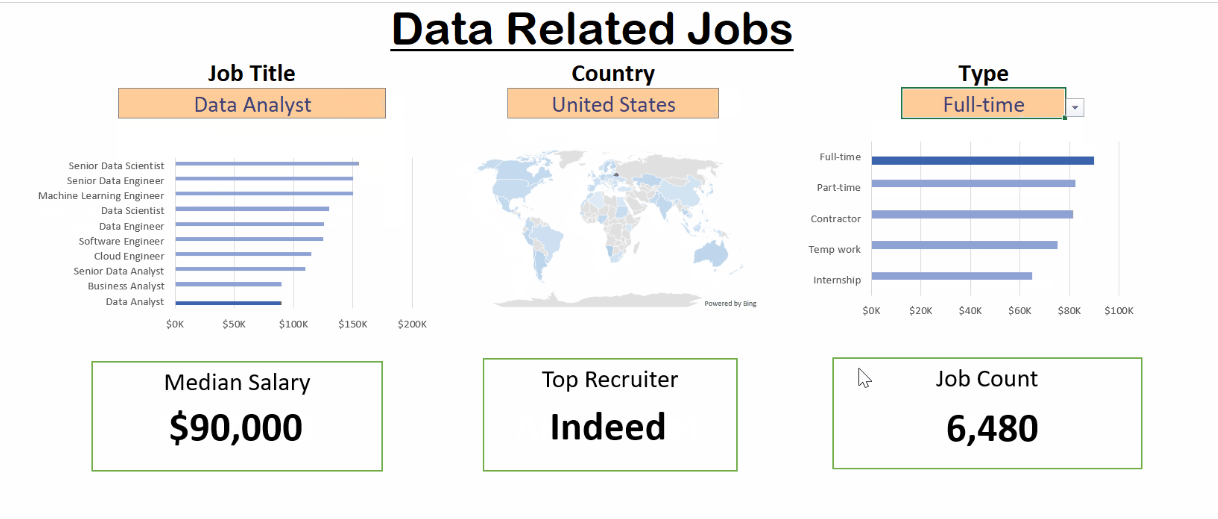 Data Related Jobs
Job Title
Data Analyst
Country
United States
Type
Full-time
Senior Data Scientist
Senior Data Engineer
Machine Learning Engineer
Data Scientist
Data Engineer
Software Engineer
Cloud Engineer
Senior Data Analyst
Business Analyst
Data Analyst
$0K $50K $100K $150K $200K
Powered by Bing
Full-time
Part-time
Contractor
Temp work
Internship
$0K $20K $40K $60K $80K $100K
Median Salary
$90,000
Top Recruiter
Indeed
Job Count
6,480